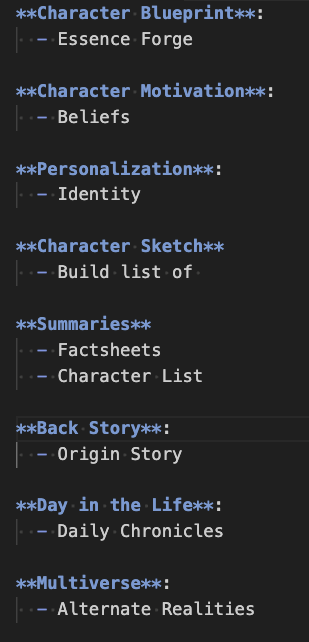 **Character Blueprint**:
- Essence Forge
**Character Motivation**:
- Beliefs
**Personalization**:
- Identity
**Character Sketch**
- Build list of
**Summaries**
- Factsheets
- Character List
**Back Story**:
- Origin Story
**Day in the Life**:
- Daily Chronicles
**Multiverse**:
- Alternate Realities